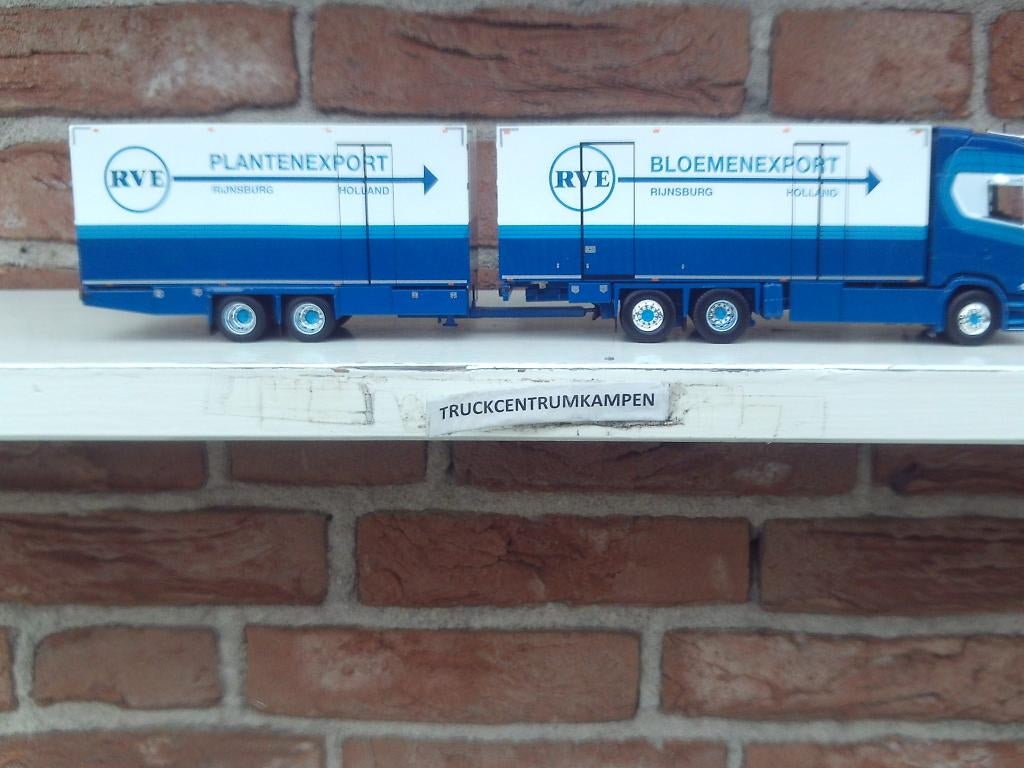 RVE
PLANTENEXPORT
RIJNSBURG HOLLAND
RVE
BLOEMENEXPORT
RIJNSBURG HOLLAND
TRUCKCENTRUMKAMPEN